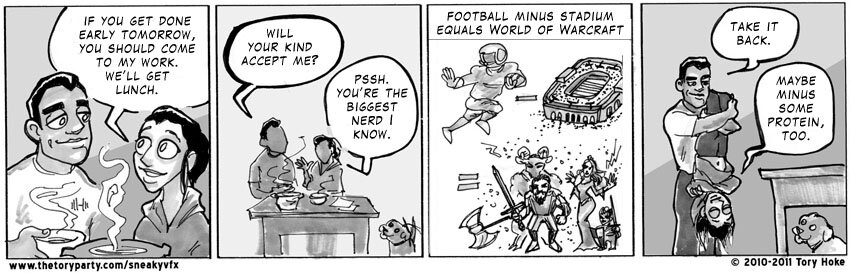 IF YOU GET DONE
EARLY TOMORROW,
YOU SHOULD COME
TO MY WORK.
WE'LL GET
LUNCH.
WILL
YOUR KIND
ACCEPT ME?
PSSH.
YOU'RE THE
BIGGEST
NERD I
KNOW.
FOOTBALL MINUS STADIUM
EQUALS WORLD OF WARCRAFT
TAKE IT
BACK.
MAYBE
MINUS
SOME
PROTEIN,
TOO.
www.thetoryparty.com/sneakyvfx
© 2010-2011 Tory Hoke